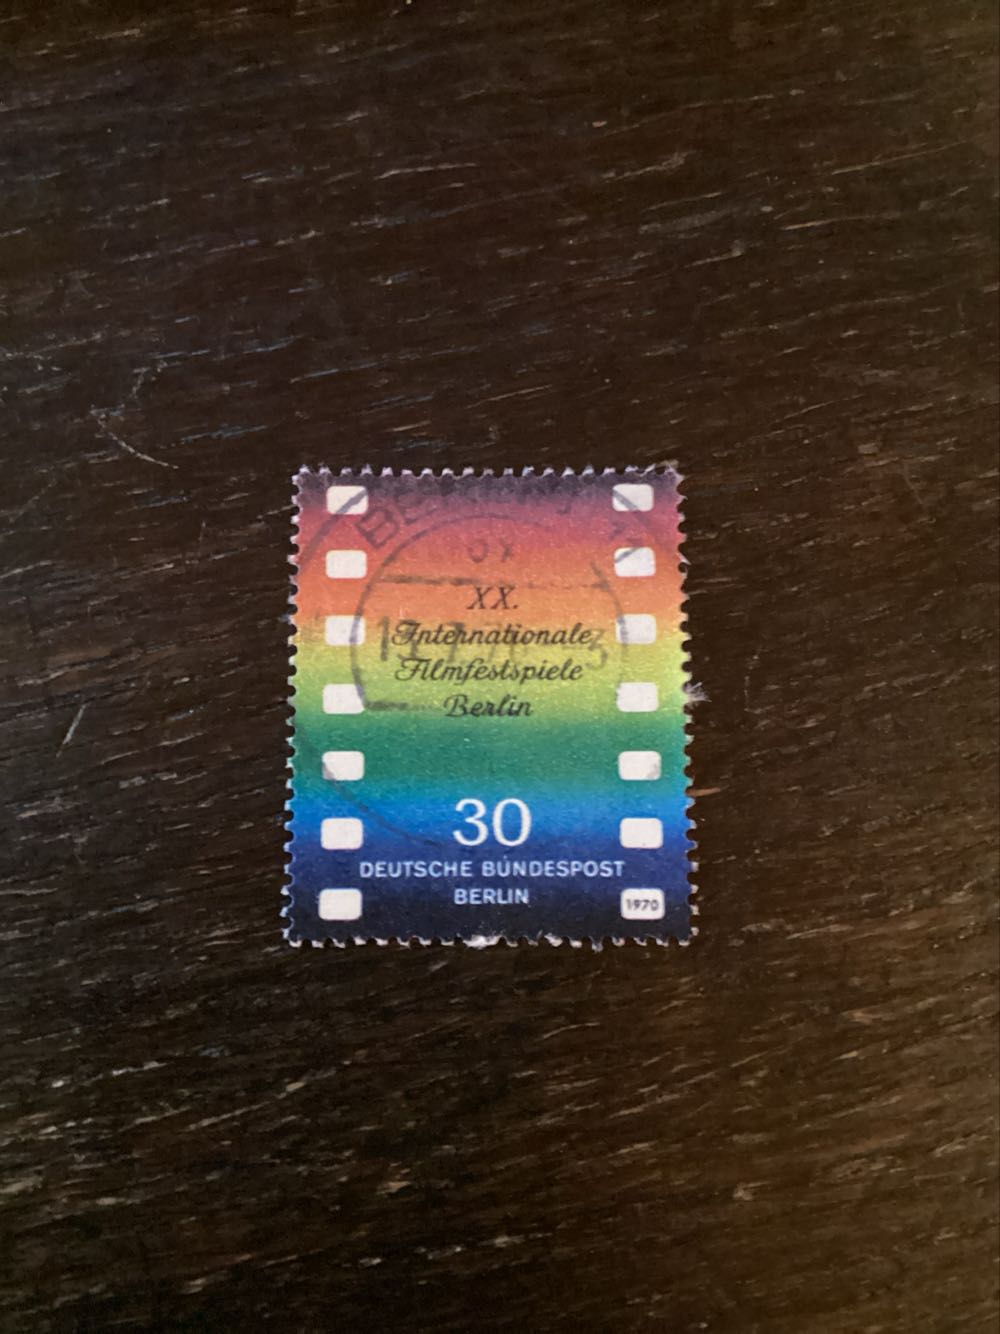 XX.
Internationale
Filmfestspiele
Berlin
30
DEUTSCHE BUNDESPOST
BERLIN
1970